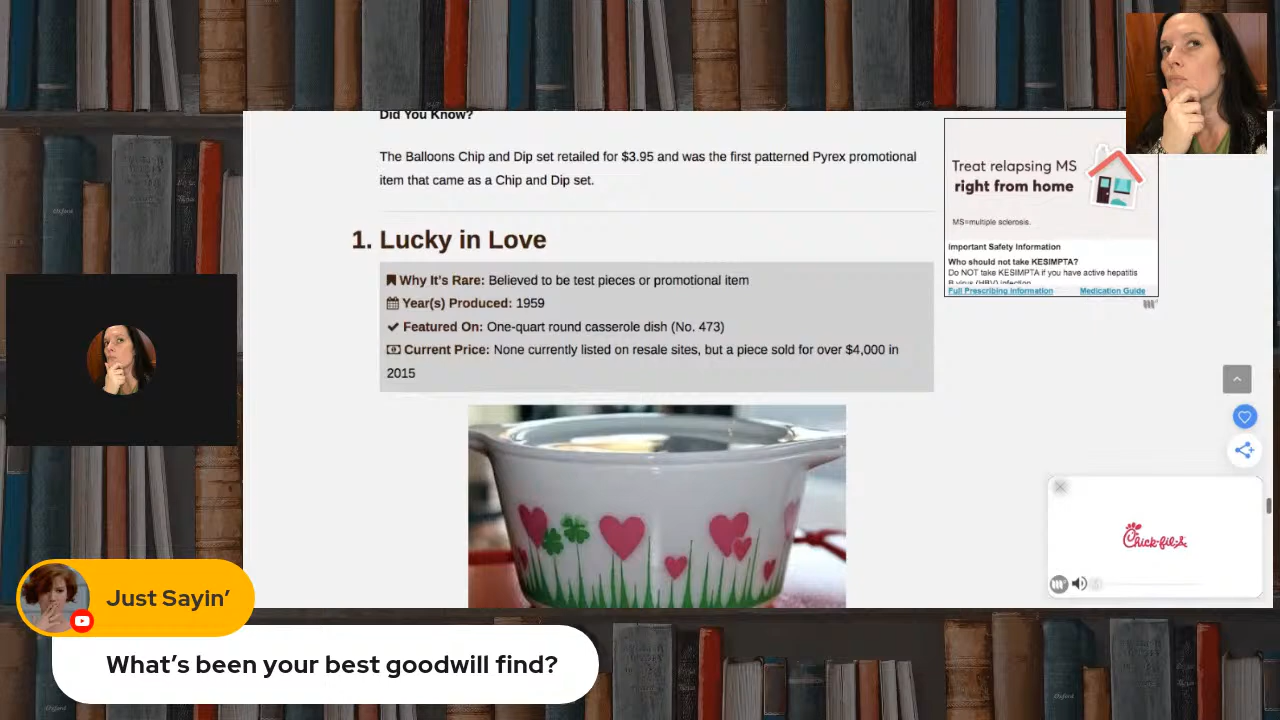 Did You Know?
The Balloons Chip and Dip set retailed for $3.95 and was the first patterned Pyrex promotional
item that came as a Chip and Dip set.
1. Lucky in Love
Why It's Rare: Believed to be test pieces or promotional item
Year(s) Produced: 1959
Featured On: One-quart round casserole dish (No. 473)
Current Price: None currently listed on resale sites, but a piece sold for over $4,000 in
2015
Treat relapsing MS
right from home
MS=multiple sclerosis.
Important Safety Information
Who should not take KESIMPTA?
Do NOT take KESIMPTA if you have active hepatitis
B virus (HBV) infection
Full Prescribing Information Medication Guide
Chick-fil-A
Just Sayin’
What’s been your best goodwill find?